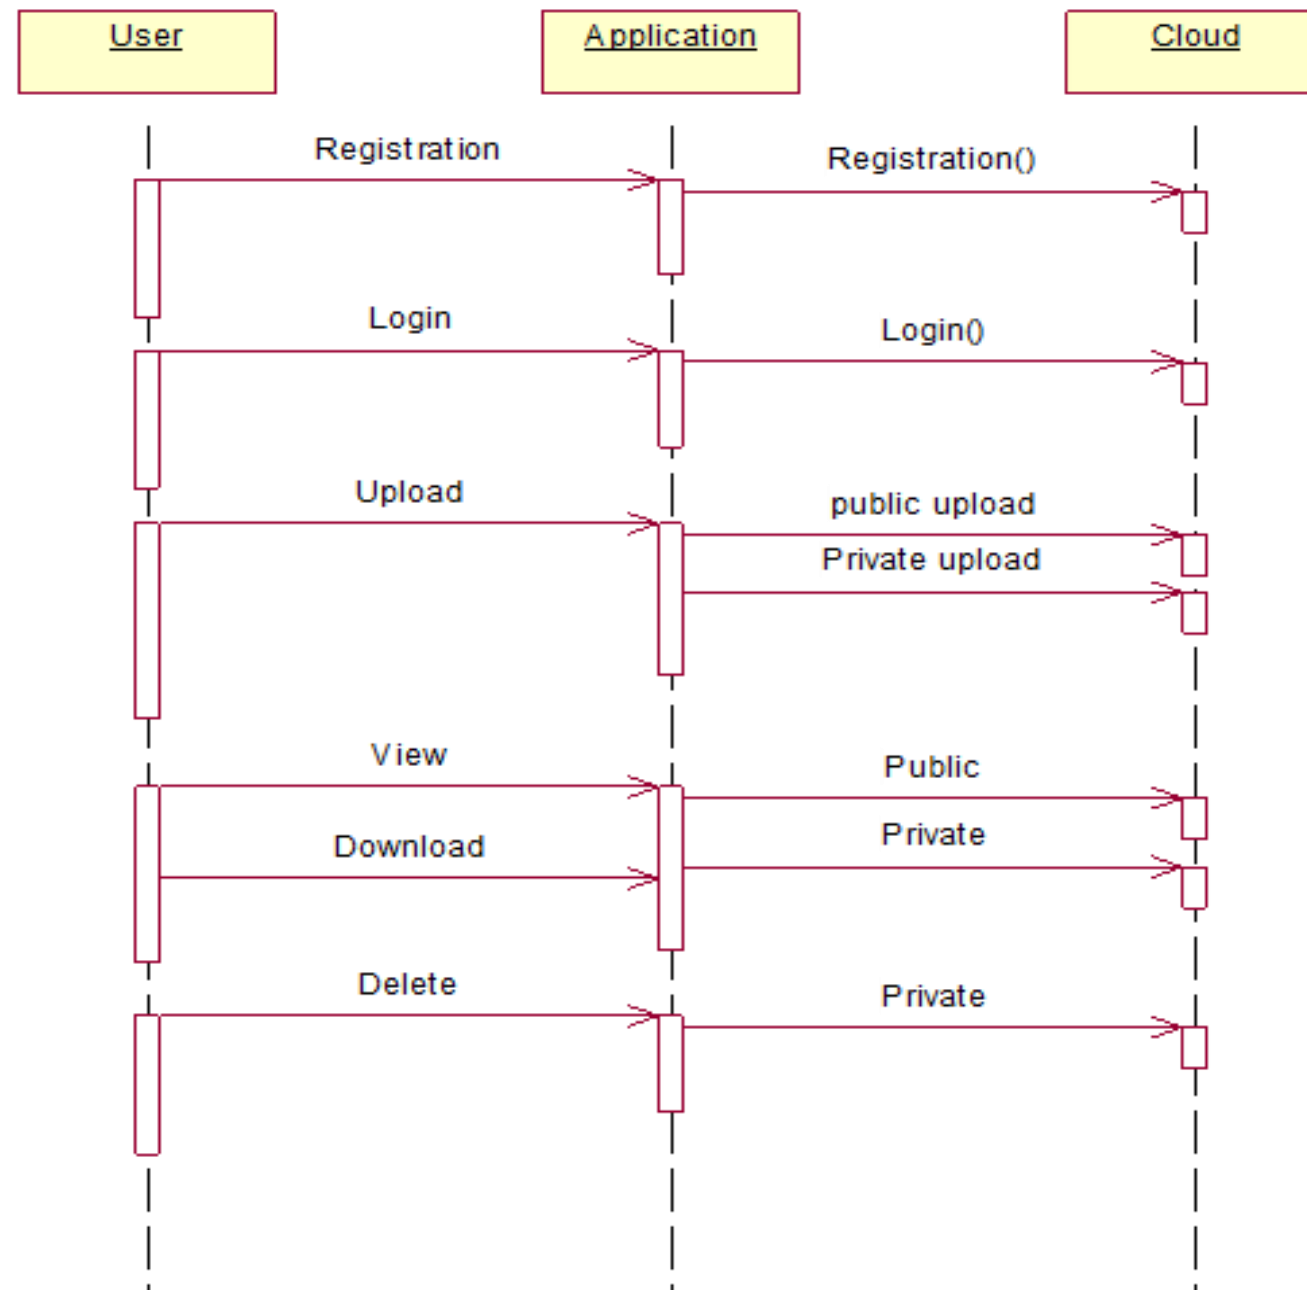 User
Application
Cloud
Registration
Registration()
Login
Login()
Upload
public upload
Private upload
View
Public
Download
Private
Delete
Private